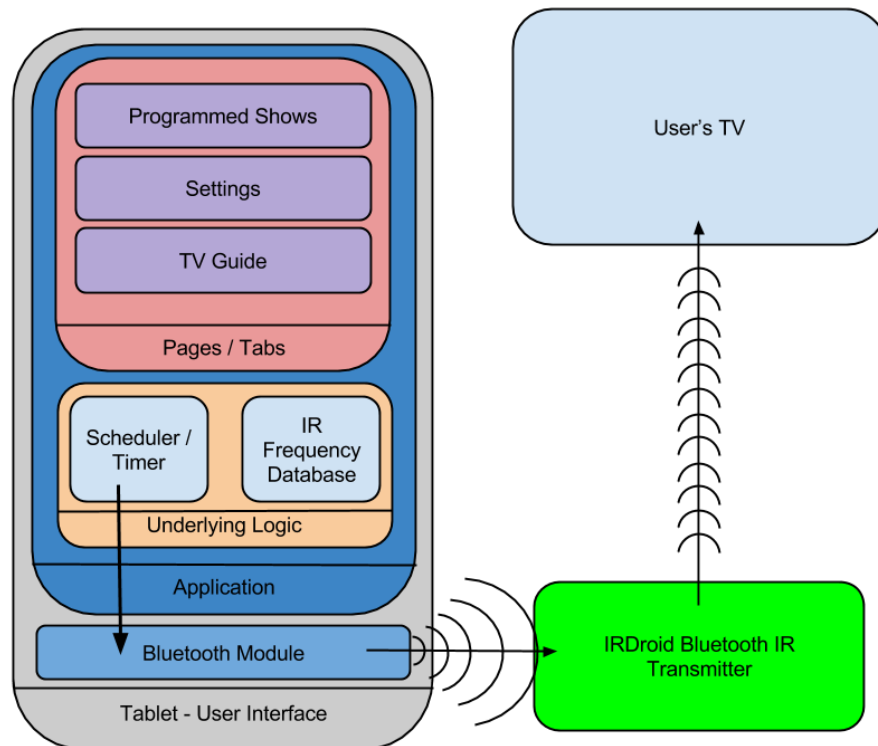 Programmed Shows
Settings
TV Guide
Pages / Tabs
Scheduler /
Timer
IR
Frequency
Database
Underlying Logic
Application
Bluetooth Module
Tablet - User Interface
User's TV
IRDroid Bluetooth IR
Transmitter